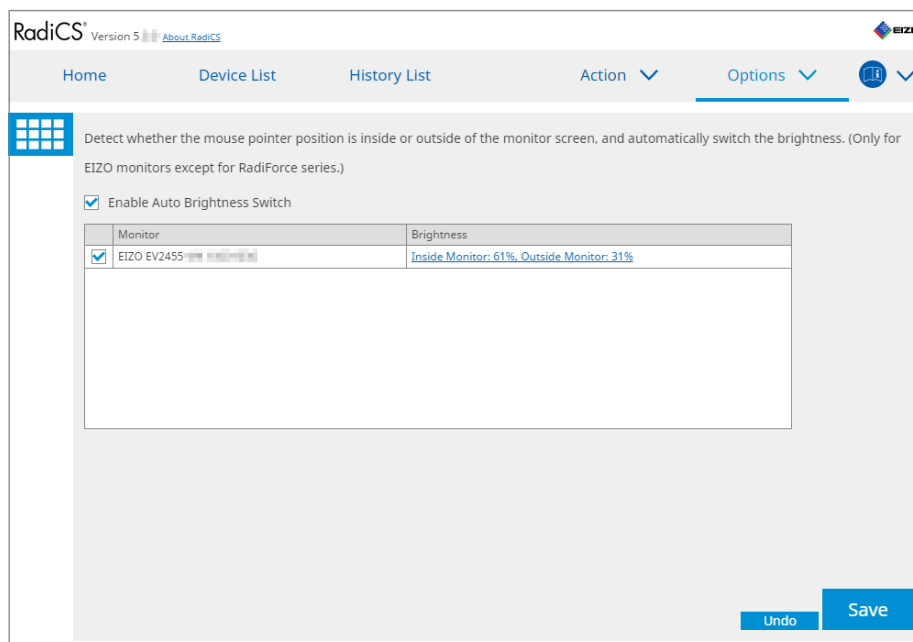 RadiCS® Version 5. About RadiCS
EIZO
Home Device List History List Action Options
Detect whether the mouse pointer position is inside or outside of the monitor screen, and automatically switch the brightness. (Only for
EIZO monitors except for RadiForce series.)
Enable Auto Brightness Switch
Monitor Brightness
EIZO EV2455 Inside Monitor: 61%, Outside Monitor: 31%
Undo Save